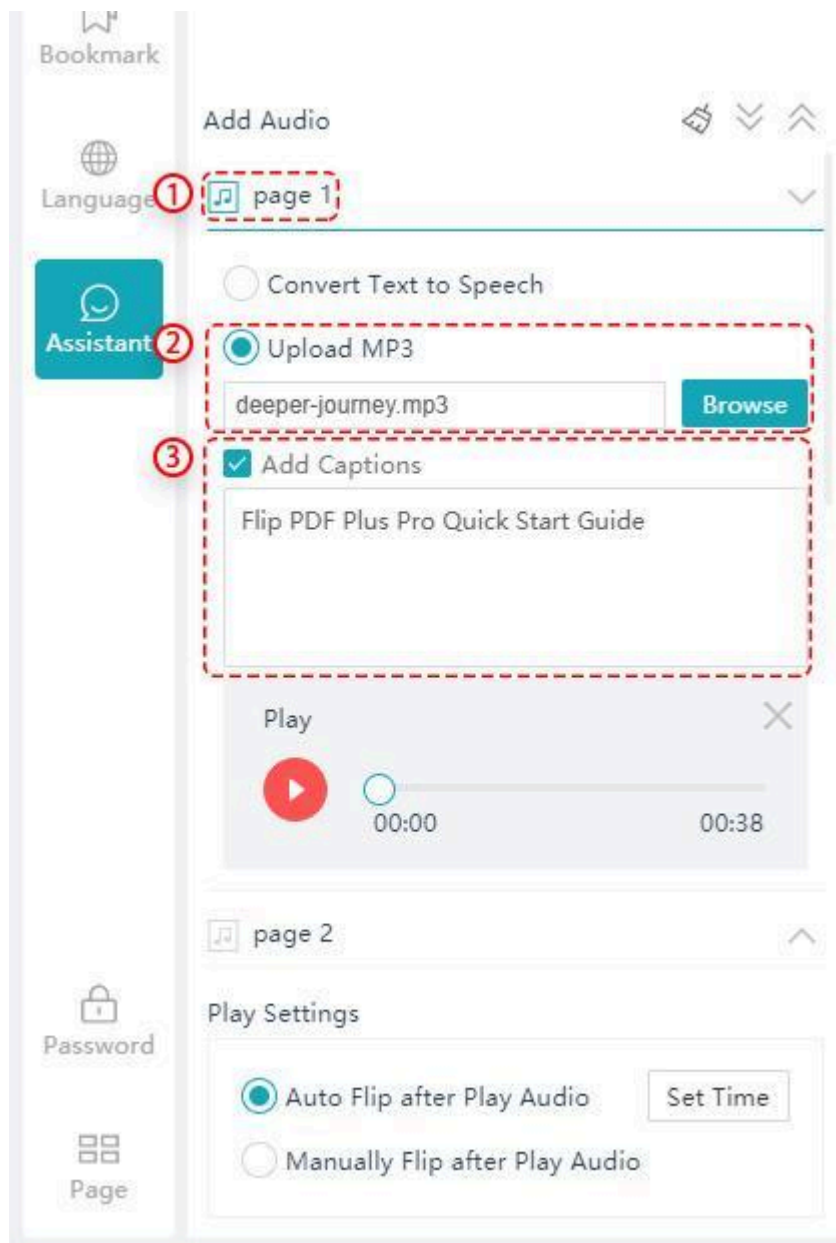 Bookmark
Add Audio
Language
① page 1
Convert Text to Speech
Assistant
② Upload MP3
deeper-journey.mp3 Browse
③ Add Captions
Flip PDF Plus Pro Quick Start Guide
Play
00:00 00:38
page 2
Password
Play Settings
Auto Flip after Play Audio Set Time
Manually Flip after Play Audio
Page